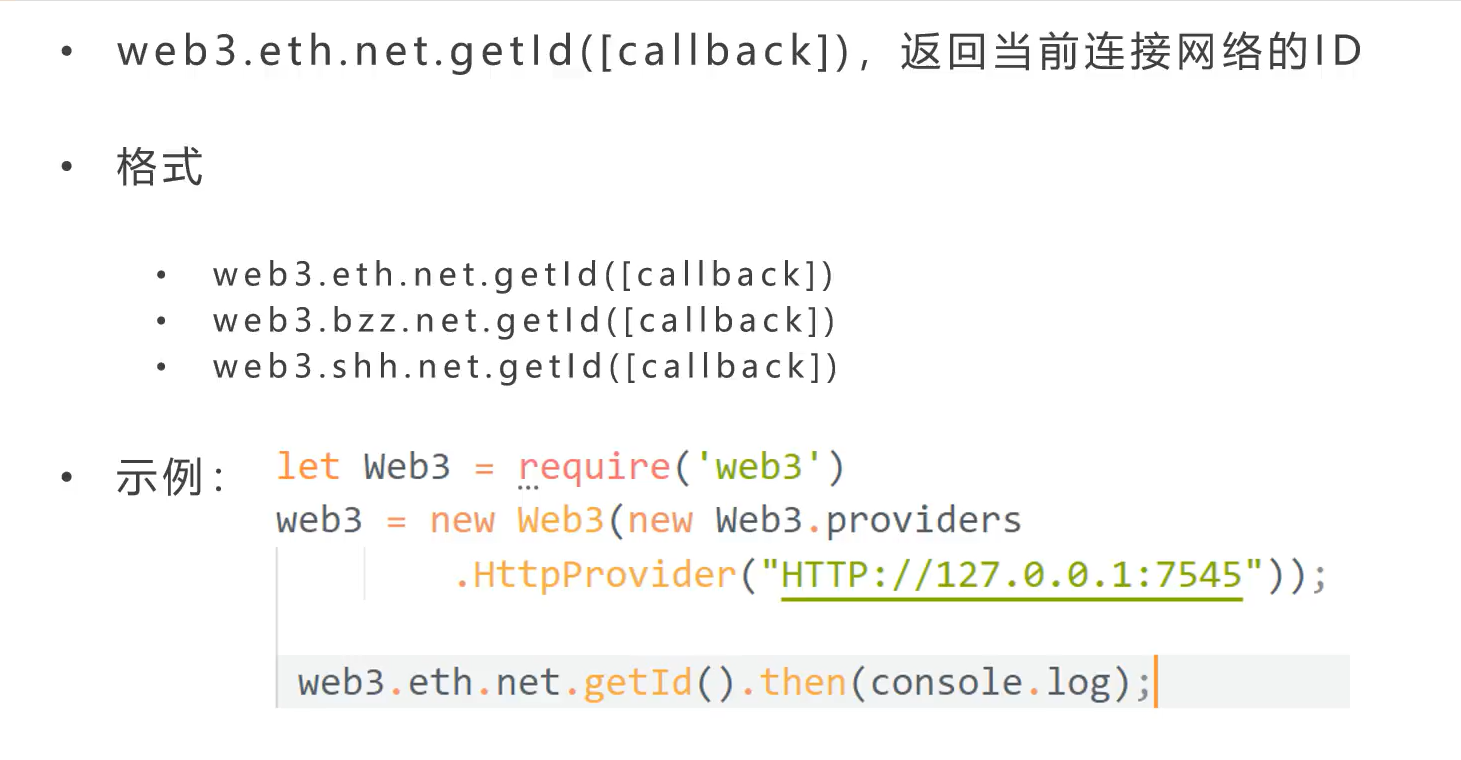 • web3.eth.net.getId([callback])，返回当前连接网络的ID
• 格式
• web3.eth.net.getId([callback])
• web3.bzz.net.getId([callback])
• web3.shh.net.getId([callback])
• 示例：
let Web3 = require('web3')
web3 = new Web3(new Web3.providers
.HttpProvider("HTTP://127.0.0.1:7545"));
web3.eth.net.getId().then(console.log);